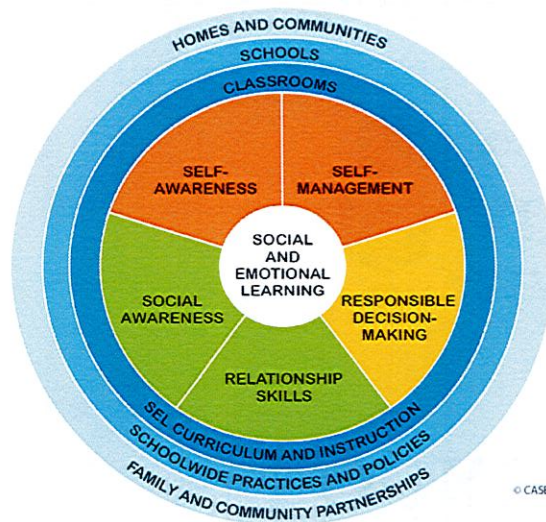 HOMES AND COMMUNITIES
SCHOOLS
CLASSROOMS
SELF-
AWARENESS
SELF-
MANAGEMENT
SOCIAL
AND
EMOTIONAL
LEARNING
SOCIAL
AWARENESS
RESPONSIBLE
DECISION-
MAKING
RELATIONSHIP
SKILLS
SEL CURRICULUM AND INSTRUCTION
SCHOOLWIDE PRACTICES AND POLICIES
FAMILY AND COMMUNITY PARTNERSHIPS
©